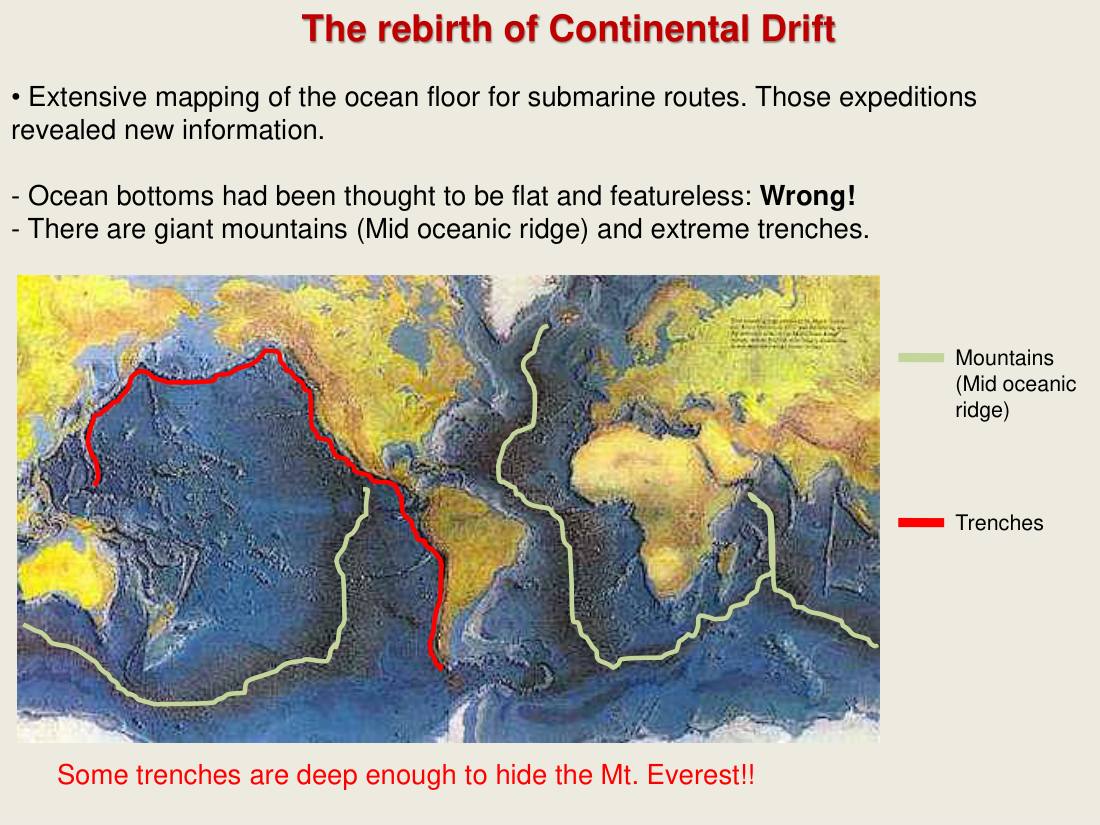 The rebirth of Continental Drift
• Extensive mapping of the ocean floor for submarine routes. Those expeditions
revealed new information.
- Ocean bottoms had been thought to be flat and featureless: Wrong!
- There are giant mountains (Mid oceanic ridge) and extreme trenches.
Mountains
(Mid oceanic
ridge)
Trenches
Some trenches are deep enough to hide the Mt. Everest!!